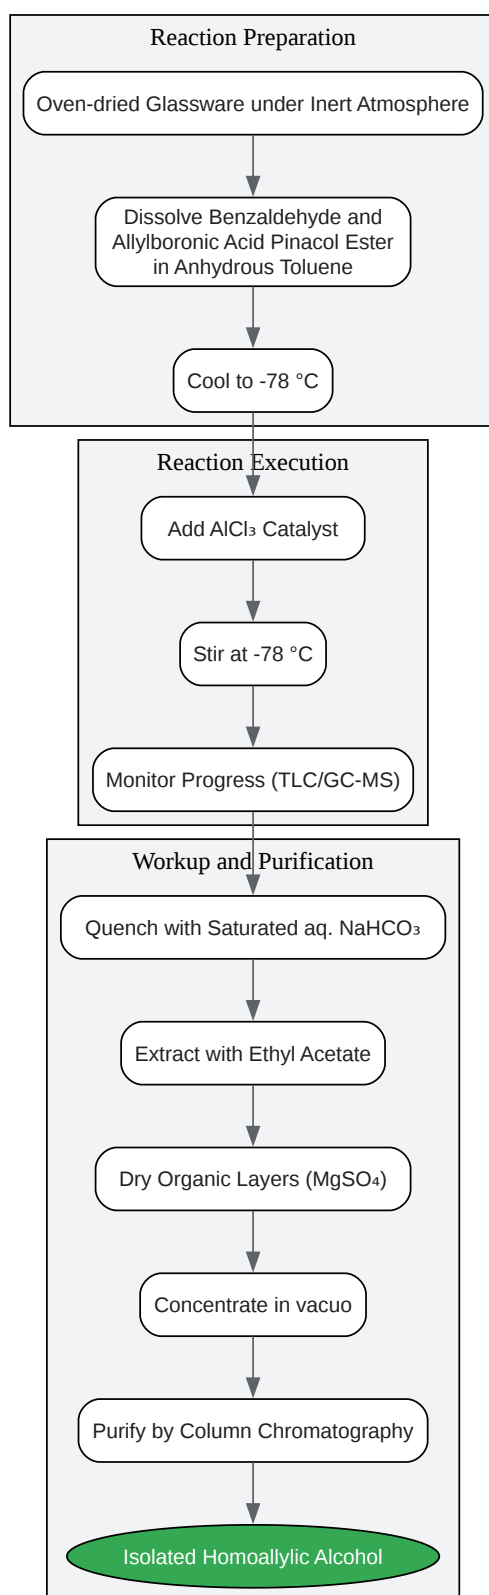 Reaction Preparation
Oven-dried Glassware under Inert Atmosphere
Dissolve Benzaldehyde and
Allylboronic Acid Pinacol Ester
in Anhydrous Toluene
Cool to -78 °C
Reaction Execution
Add AlCl₃ Catalyst
Stir at -78 °C
Monitor Progress (TLC/GC-MS)
Workup and Purification
Quench with Saturated aq. NaHCO₃
Extract with Ethyl Acetate
Dry Organic Layers (MgSO₄)
Concentrate in vacuo
Purify by Column Chromatography
Isolated Homoallylic Alcohol